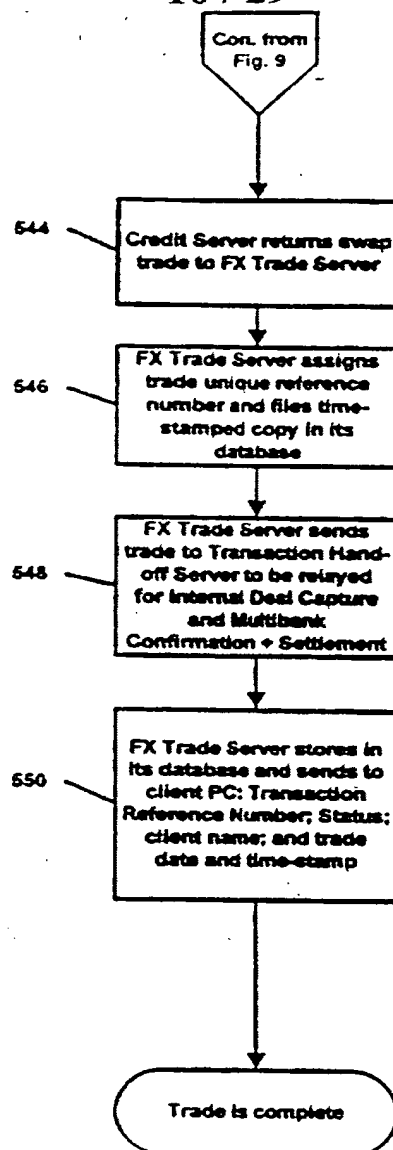 Con. from
Fig. 9
544
Credit Server returns swap
trade to FX Trade Server
546
FX Trade Server assigns
trade unique reference
number and files time-
stamped copy in its
database
548
FX Trade Server sends
trade to Transaction Hand-
off Server to be relayed
for Internal Deal Capture
and Multibank
Confirmation + Settlement
550
FX Trade Server stores in
its database and sends to
client PC: Transaction
Reference Number; Status;
client name; and trade
date and time-stamp
Trade is complete